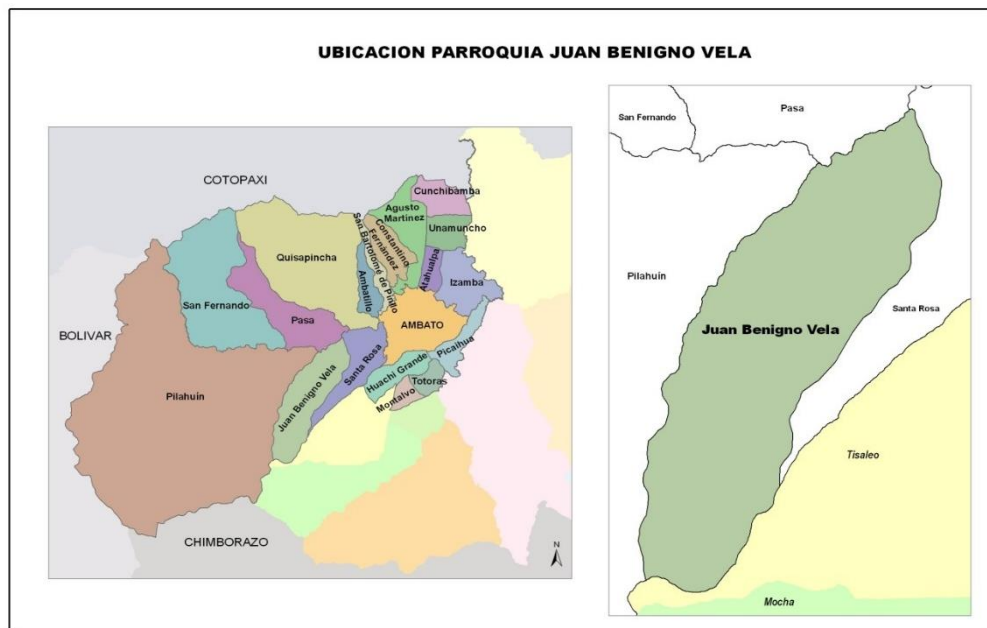 UBICACION PARROQUIA JUAN BENIGNO VELA
COTOPAXI
Cunchibamba
Agusto
Martinez
Unamuncho
Constantino
Fernández
San Bartolomé de Pinllo
Ambatillo
Atahualpa
Izamba
Quisapincha
San Fernando
Pasa
AMBATO
BOLIVAR
Pilahuin
Juan Benigno Vela
Santa Rosa
Huachi Grande
Picaihua
Totoras
Montalvo
CHIMBORAZO
N
San Fernando
Pasa
Pilahuín
Santa Rosa
Juan Benigno Vela
Tisaleo
Mocha